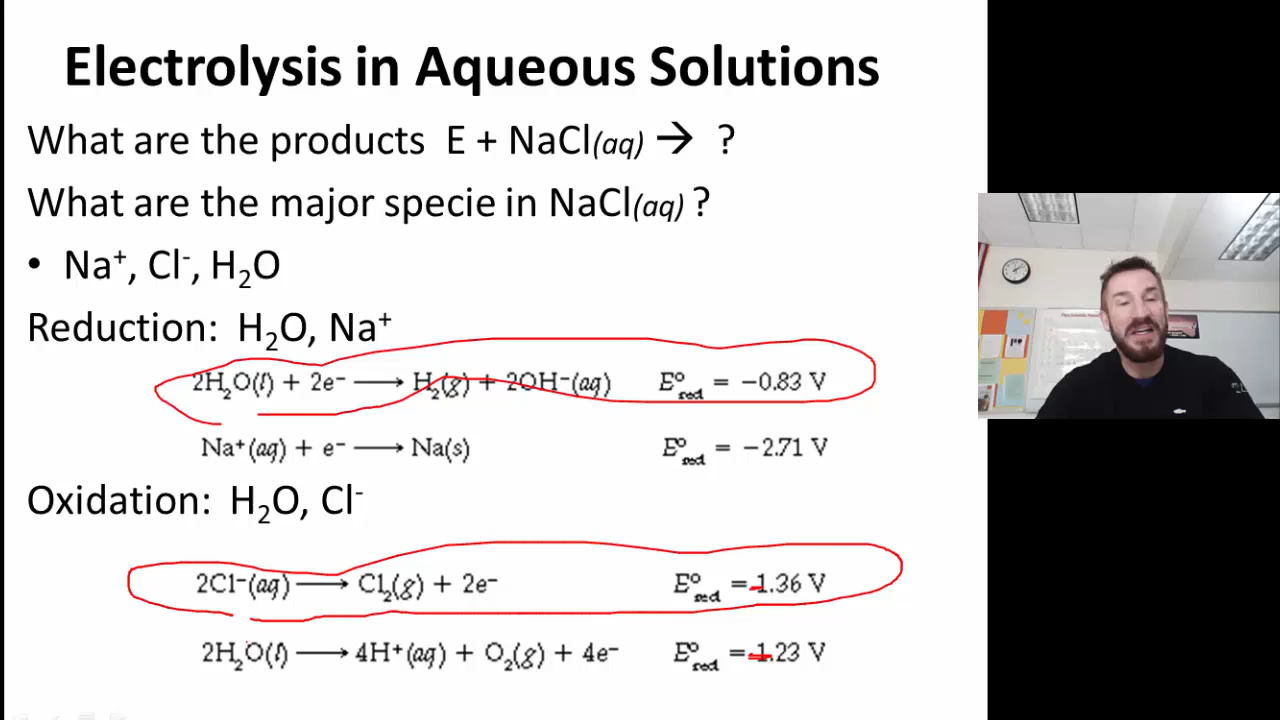 Electrolysis in Aqueous Solutions
What are the products E + NaCl(aq) → ?
What are the major specie in NaCl(aq) ?
• Na⁺, Cl⁻, H₂O
Reduction: H₂O, Na⁺
2H₂O(l) + 2e⁻ ⟶ H₂(g) + 2OH⁻(aq) E°red = −0.83 V
Na⁺(aq) + e⁻ ⟶ Na(s) E°red = −2.71 V
Oxidation: H₂O, Cl⁻
2Cl⁻(aq) ⟶ Cl₂(g) + 2e⁻ E°red = -1.36 V
2H₂O(l) ⟶ 4H⁺(aq) + O₂(g) + 4e⁻ E°red = -1.23 V